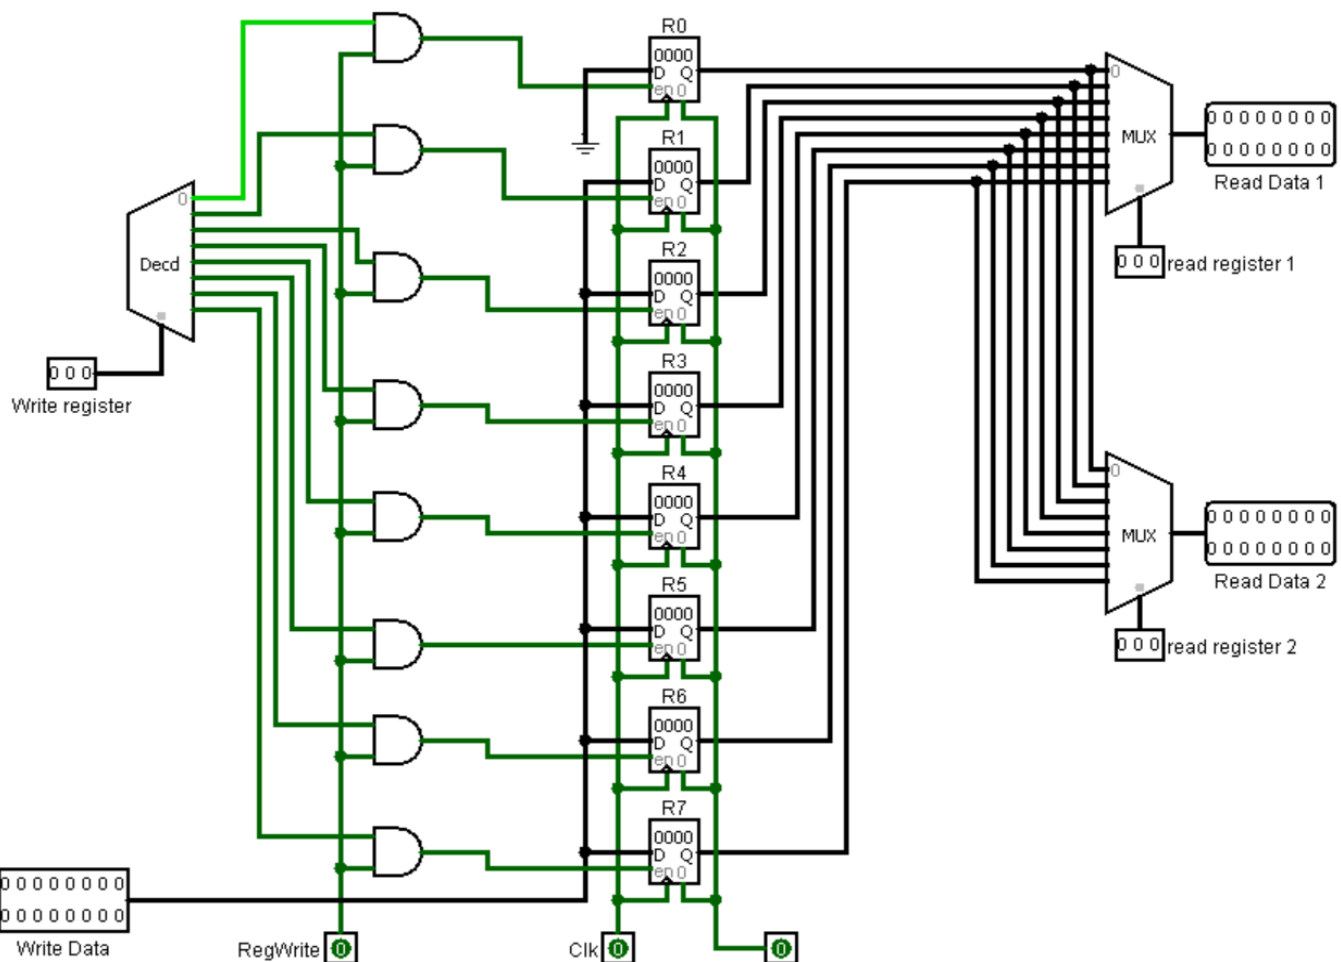 R0
0000
D Q
en 0
R1
0000
D Q
en 0
R2
0000
D Q
en 0
R3
0000
D Q
en 0
R4
0000
D Q
en 0
R5
0000
D Q
en 0
R6
0000
D Q
en 0
R7
0000
D Q
en 0
0
Decd
0 0 0
Write register
0 0 0 0 0 0 0 0
0 0 0 0 0 0 0 0
Write Data
RegWrite 0
Clk 0
0
0
MUX
0 0 0 0 0 0 0 0
0 0 0 0 0 0 0 0
Read Data 1
0 0 0 read register 1
0
MUX
0 0 0 0 0 0 0 0
0 0 0 0 0 0 0 0
Read Data 2
0 0 0 read register 2